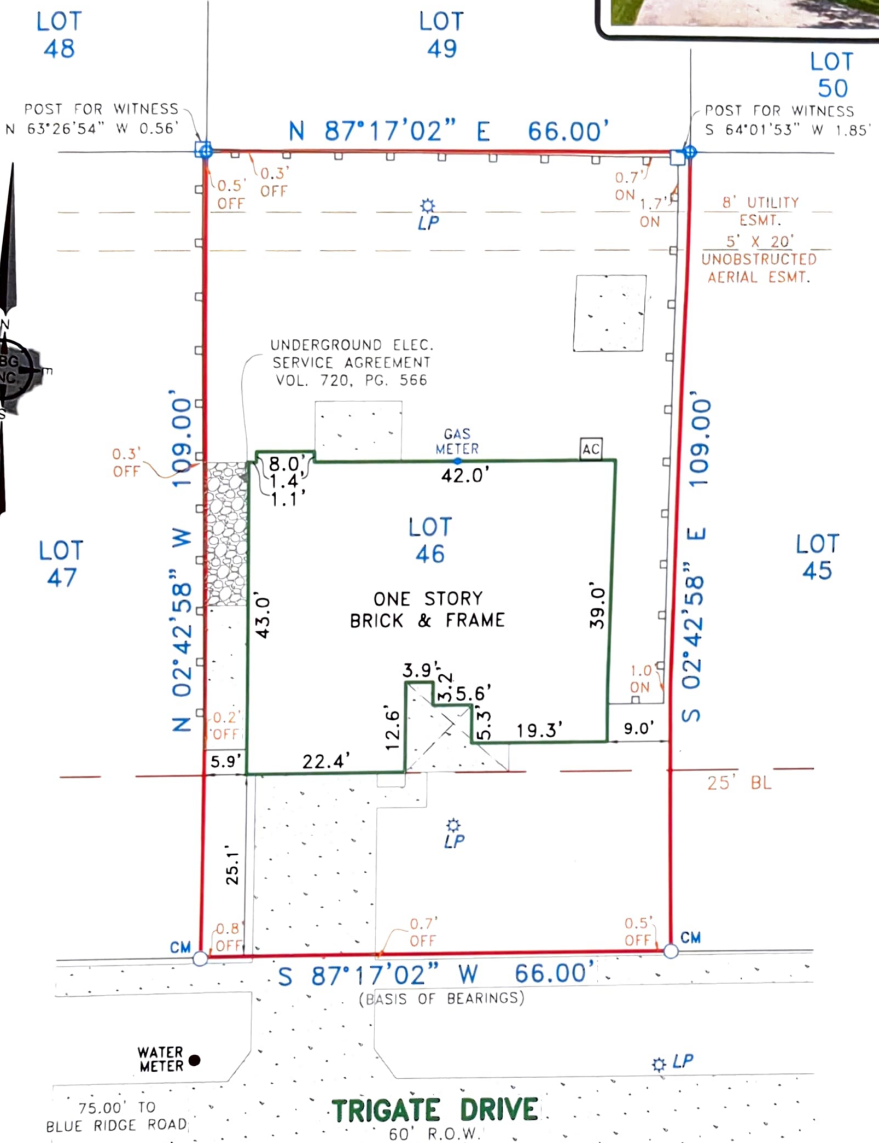 LOT
48
LOT
49
LOT
50
POST FOR WITNESS
N 63°26'54" W 0.56'
N 87°17'02" E 66.00'
POST FOR WITNESS
S 64°01'53" W 1.85'
0.5'
OFF
0.3'
OFF
LP
0.7'
ON
1.7'
ON
8' UTILITY
ESMT.
5' X 20'
UNOBSTRUCTED
AERIAL ESMT.
N
E
S
UNDERGROUND ELEC.
SERVICE AGREEMENT
VOL. 720, PG. 566
GAS
METER
AC
0.3'
OFF
8.0'
1.4'
1.1'
42.0'
N 02°42'58" W 109.00'
S 02°42'58" E 109.00'
LOT
47
LOT
46
LOT
45
43.0'
ONE STORY
BRICK & FRAME
39.0'
3.9'
3.2'
5.6'
5.3'
12.6'
19.3'
1.0'
ON
9.0'
0.2'
OFF
5.9'
22.4'
25' BL
25.1'
LP
CM
0.8'
OFF
0.7'
OFF
0.5'
OFF
CM
S 87°17'02" W 66.00'
(BASIS OF BEARINGS)
WATER
METER
LP
75.00' TO
BLUE RIDGE ROAD
TRIGATE DRIVE
60' R.O.W.